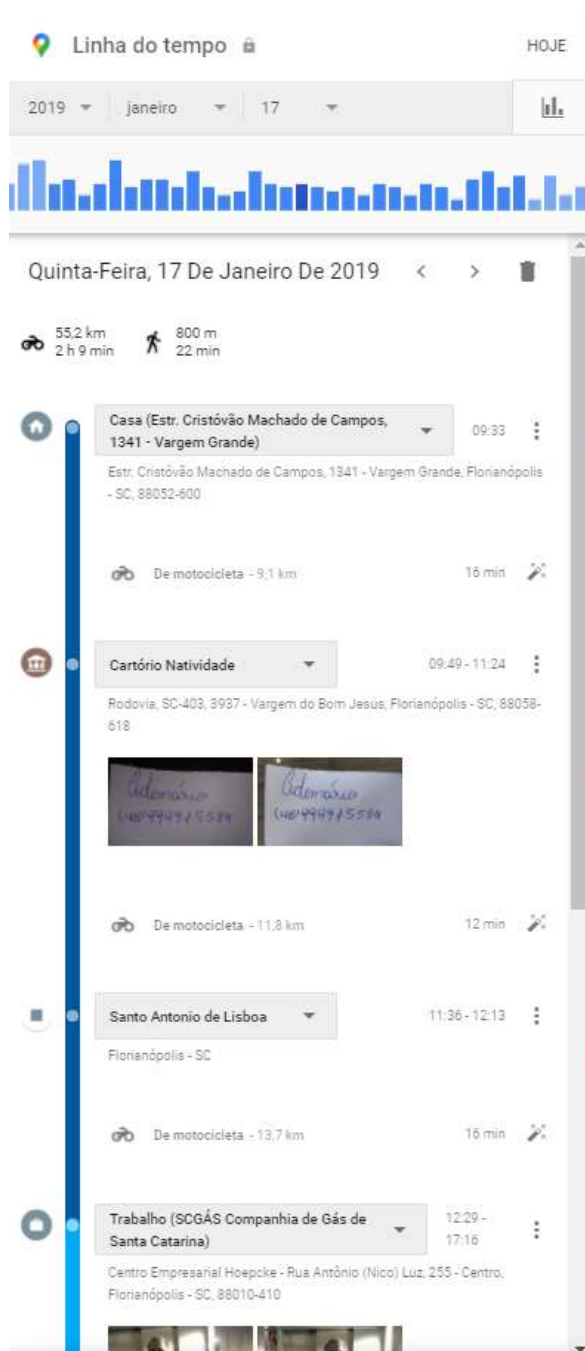 Linha do tempo
HOJE
2019
janeiro
17
Quinta-Feira, 17 De Janeiro De 2019
55,2 km
2 h 9 min
800 m
22 min
Casa (Estr. Cristóvão Machado de Campos,
1341 - Vargem Grande)
09:33
Estr. Cristóvão Machado de Campos, 1341 - Vargem Grande, Florianópolis
- SC, 88052-600
De motocicleta - 9,1 km
16 min
Cartório Natividade
09:49 - 11:24
Rodovia, SC-403, 3937 - Vargem do Bom Jesus, Florianópolis - SC, 88058-
618
Ademário
Ademário
De motocicleta - 11,8 km
12 min
Santo Antonio de Lisboa
11:36 - 12:13
Florianópolis - SC
De motocicleta - 13,7 km
16 min
Trabalho (SCGÁS Companhia de Gás de
Santa Catarina)
12:29 -
17:16
Centro Empresarial Hoepcke - Rua Antônio (Nico) Luz, 255 - Centro,
Florianópolis - SC, 88010-410